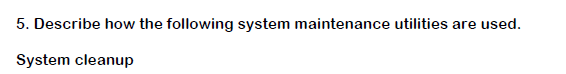 5. Describe how the following system maintenance utilities are used.
System cleanup